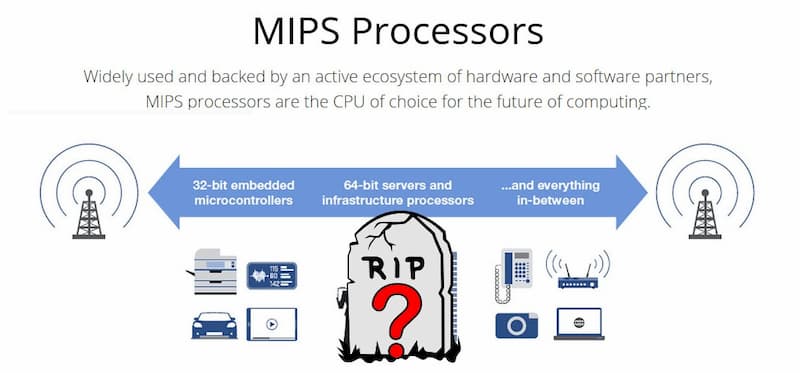 MIPS Processors
Widely used and backed by an active ecosystem of hardware and software partners,
MIPS processors are the CPU of choice for the future of computing.
32-bit embedded
microcontrollers
64-bit servers and
infrastructure processors
...and everything
in-between
115
80
142
RIP
?